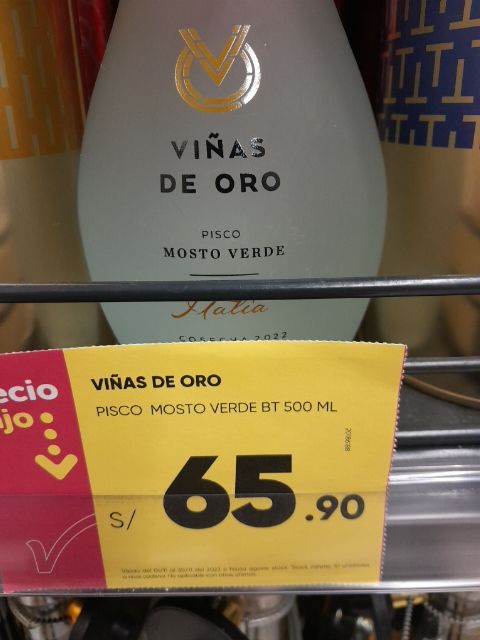 VIÑAS
DE ORO
PISCO
MOSTO VERDE
Italia
COSECHA 2022
ecio
jo
VIÑAS DE ORO
PISCO MOSTO VERDE BT 500 ML
S/ 65.90